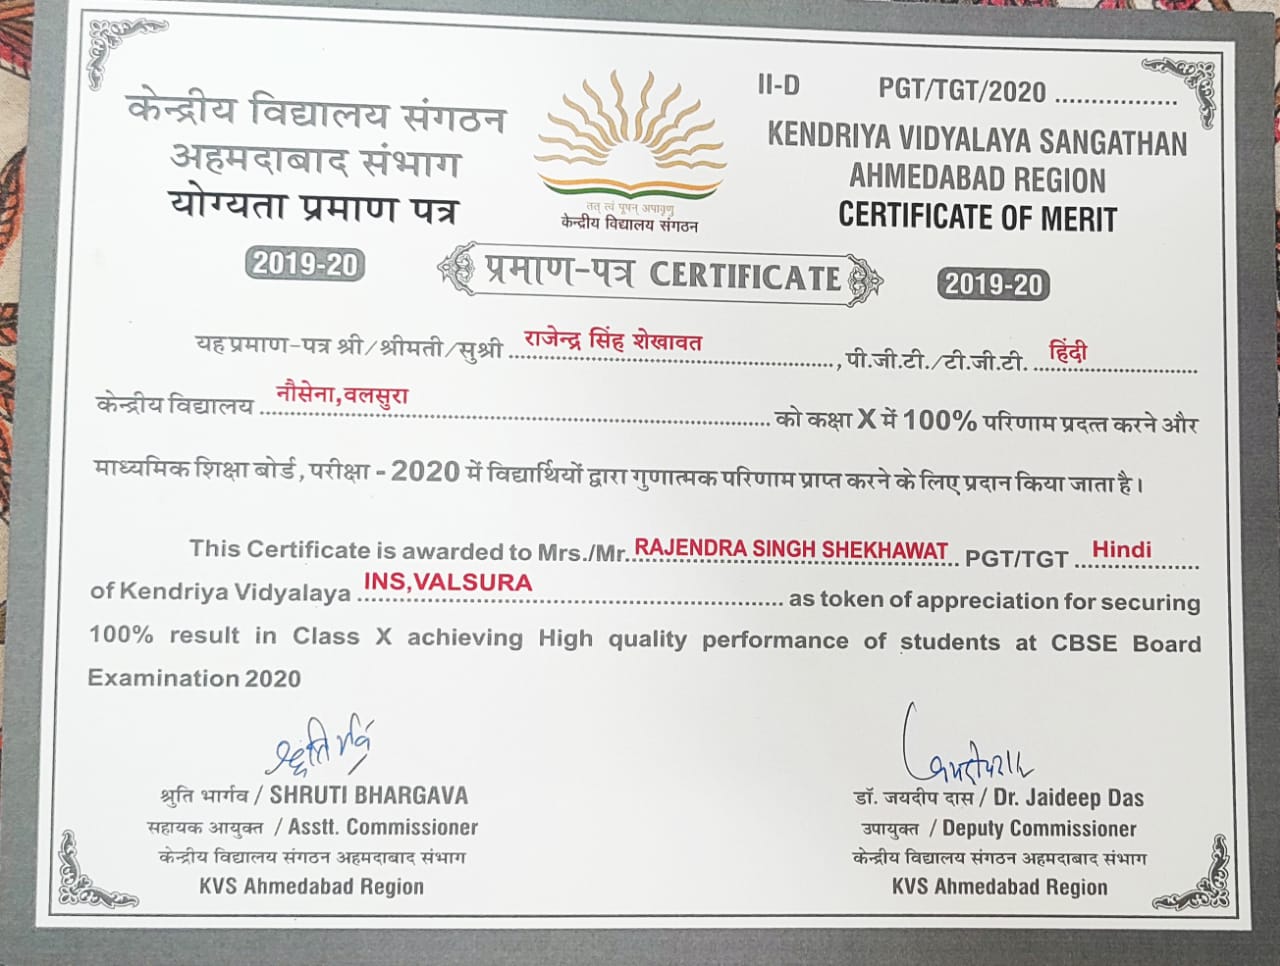 केन्द्रीय विद्यालय संगठन
अहमदाबाद संभाग
योग्यता प्रमाण पत्र
2019-20
तत् त्वं पूषन् अपावृणु
केन्द्रीय विद्यालय संगठन
II-D PGT/TGT/2020 ..................
KENDRIYA VIDYALAYA SANGATHAN
AHMEDABAD REGION
CERTIFICATE OF MERIT
2019-20
प्रमाण-पत्र CERTIFICATE
यह प्रमाण-पत्र श्री/श्रीमती/सुश्री राजेन्द्र सिंह शेखावत, पी.जी.टी./टी.जी.टी. हिंदी
केन्द्रीय विद्यालय नौसेना,वलसुरा को कक्षा X में 100% परिणाम प्रदत्त करने और
माध्यमिक शिक्षा बोर्ड, परीक्षा - 2020 में विद्यार्थियों द्वारा गुणात्मक परिणाम प्राप्त करने के लिए प्रदान किया जाता है।
This Certificate is awarded to Mrs./Mr. RAJENDRA SINGH SHEKHAWAT PGT/TGT Hindi
of Kendriya Vidyalaya INS,VALSURA as token of appreciation for securing
100% result in Class X achieving High quality performance of students at CBSE Board
Examination 2020
श्रुति भार्गव / SHRUTI BHARGAVA
सहायक आयुक्त / Asstt. Commissioner
केन्द्रीय विद्यालय संगठन अहमदाबाद संभाग
KVS Ahmedabad Region
डॉ. जयदीप दास / Dr. Jaideep Das
उपायुक्त / Deputy Commissioner
केन्द्रीय विद्यालय संगठन अहमदाबाद संभाग
KVS Ahmedabad Region